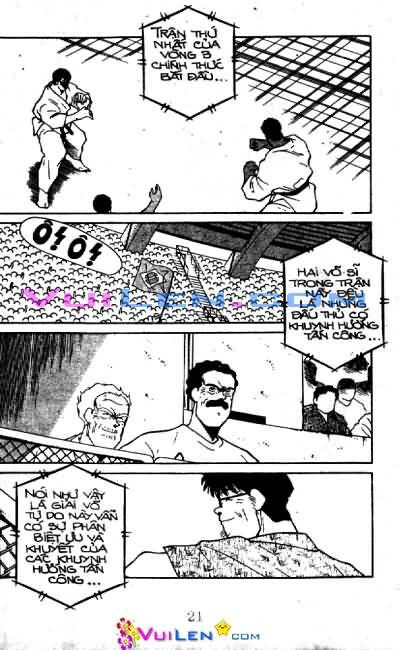 TRẬN THỨ
NHẤT CỦA
VÒNG 3
CHÍNH THỨC
BẮT ĐẦU...
Ô! Ô!
HAI VÕ SĨ
TRONG TRẬN
NÀY ĐỀU
LÀ NHỮNG
ĐẤU THỦ CÓ
KHUYNH HƯỚNG
TẤN CÔNG...
VUILEN.COM
NÓI NHƯ VẬY
LÀ GIẢI VÕ
TỰ DO NÀY VẪN
CÓ SỰ PHÂN
BIỆT ƯU VÀ
KHUYẾT CỦA
CÁC KHUYNH
HƯỚNG TẤN
CÔNG...
21
VUILEN.COM